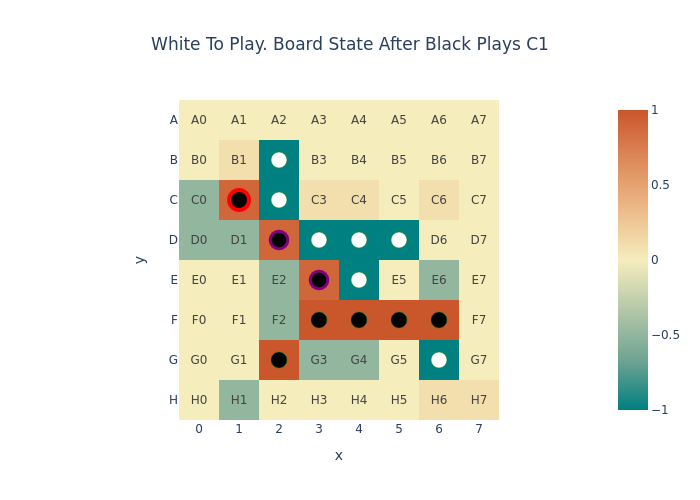 White To Play. Board State After Black Plays C1
A A0 A1 A2 A3 A4 A5 A6 A7
B B0 B1 B3 B4 B5 B6 B7
C C0 C3 C4 C5 C6 C7
D D0 D1 D6 D7
E E0 E1 E2 E5 E6 E7
F F0 F1 F2 F7
G G0 G1 G3 G4 G5 G7
H H0 H1 H2 H3 H4 H5 H6 H7
0 1 2 3 4 5 6 7
x
y
1
0.5
0
−0.5
−1